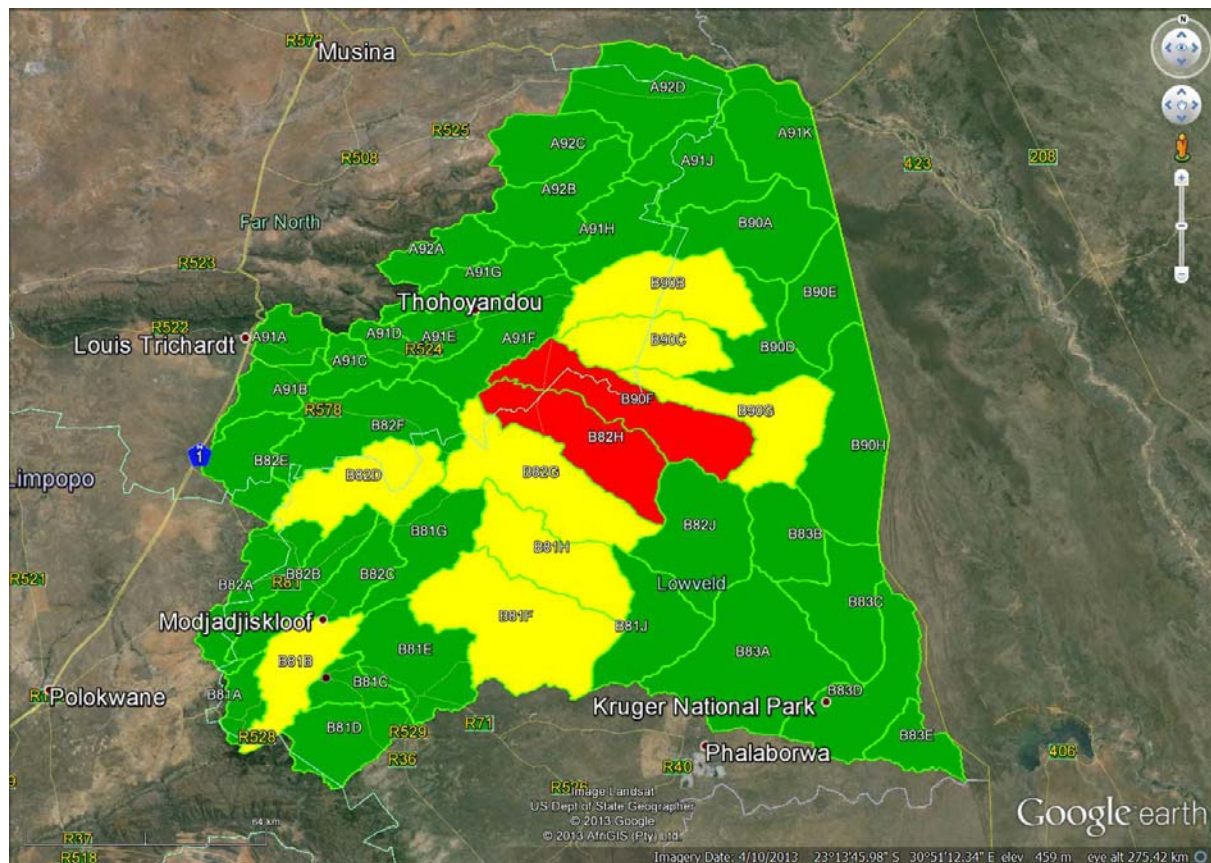 N
R572
Musina
A92D
R525
A91K
A92C
R508
A91J
423
208
A92B
Far North
A91H
B90A
A92A
R523
A91G
B90B
B90E
Thohoyandou
R522
A91A
A91D
A91E
A91F
Louis Trichardt
R524
B90C
B90D
A91C
A91B
B90F
R578
B90G
B82F
B82H
B90H
1
B82E
B82D
B82G
Limpopo
B81G
B82J
B83B
B81H
R521
B82A
B82B
B82C
R81
Lowveld
B83C
Modjadjiskloof
B81F
B81J
B81E
B83A
B81B
B81C
B81A
B83D
Polokwane
Kruger National Park
B81D
R71
R528
R529
B83E
R36
R40
Phalaborwa
406
R526
Image Landsat
US Dept of State Geographer
© 2013 Google
© 2013 AfriGIS (Pty) Ltd.
Google earth
64 km
R37
R518
Imagery Date: 4/10/2013 23°13'45.98" S 30°51'12.34" E elev 459 m eye alt 275.42 km